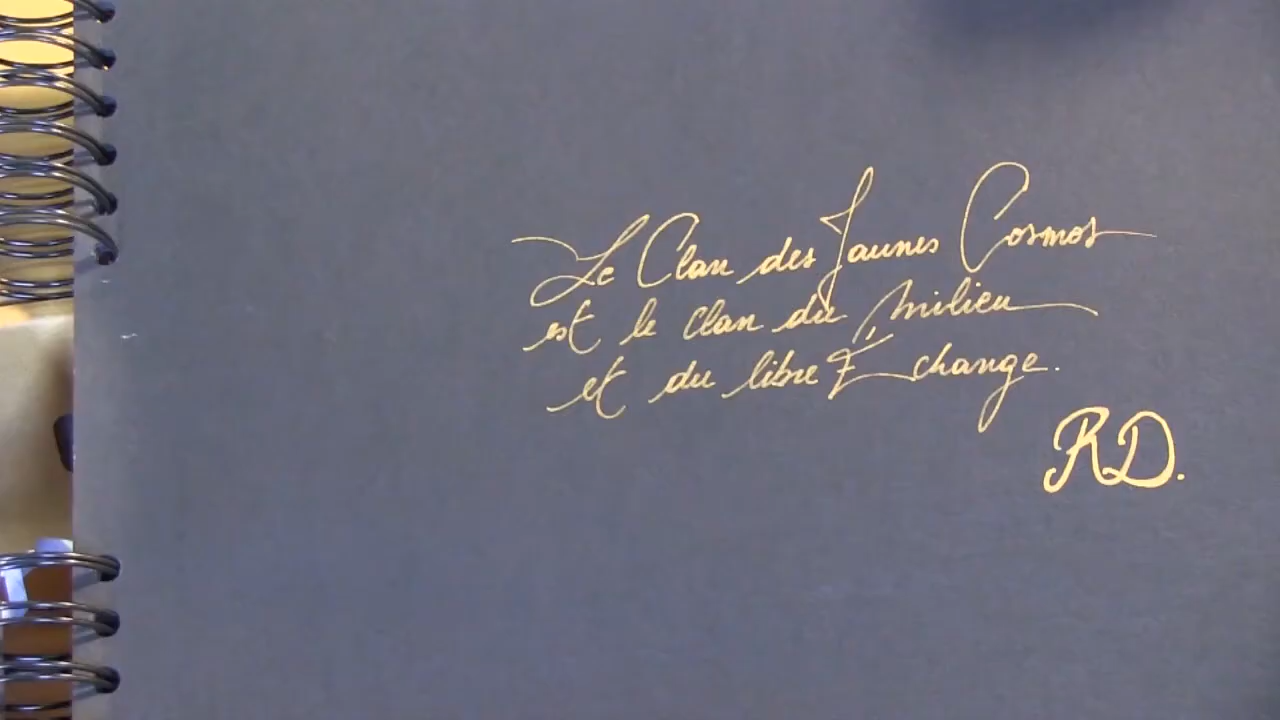 Le Clan des Jaunes Cosmos
est le clan du Milieu
et du libre Échange.
RD.